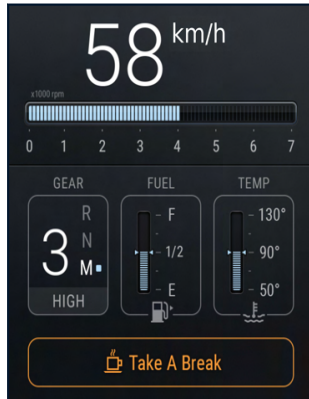 58 km/h
x1000 rpm
0 1 2 3 4 5 6 7
GEAR FUEL TEMP
R F 130°
3 N 1/2 90°
M E 50°
HIGH
Take A Break